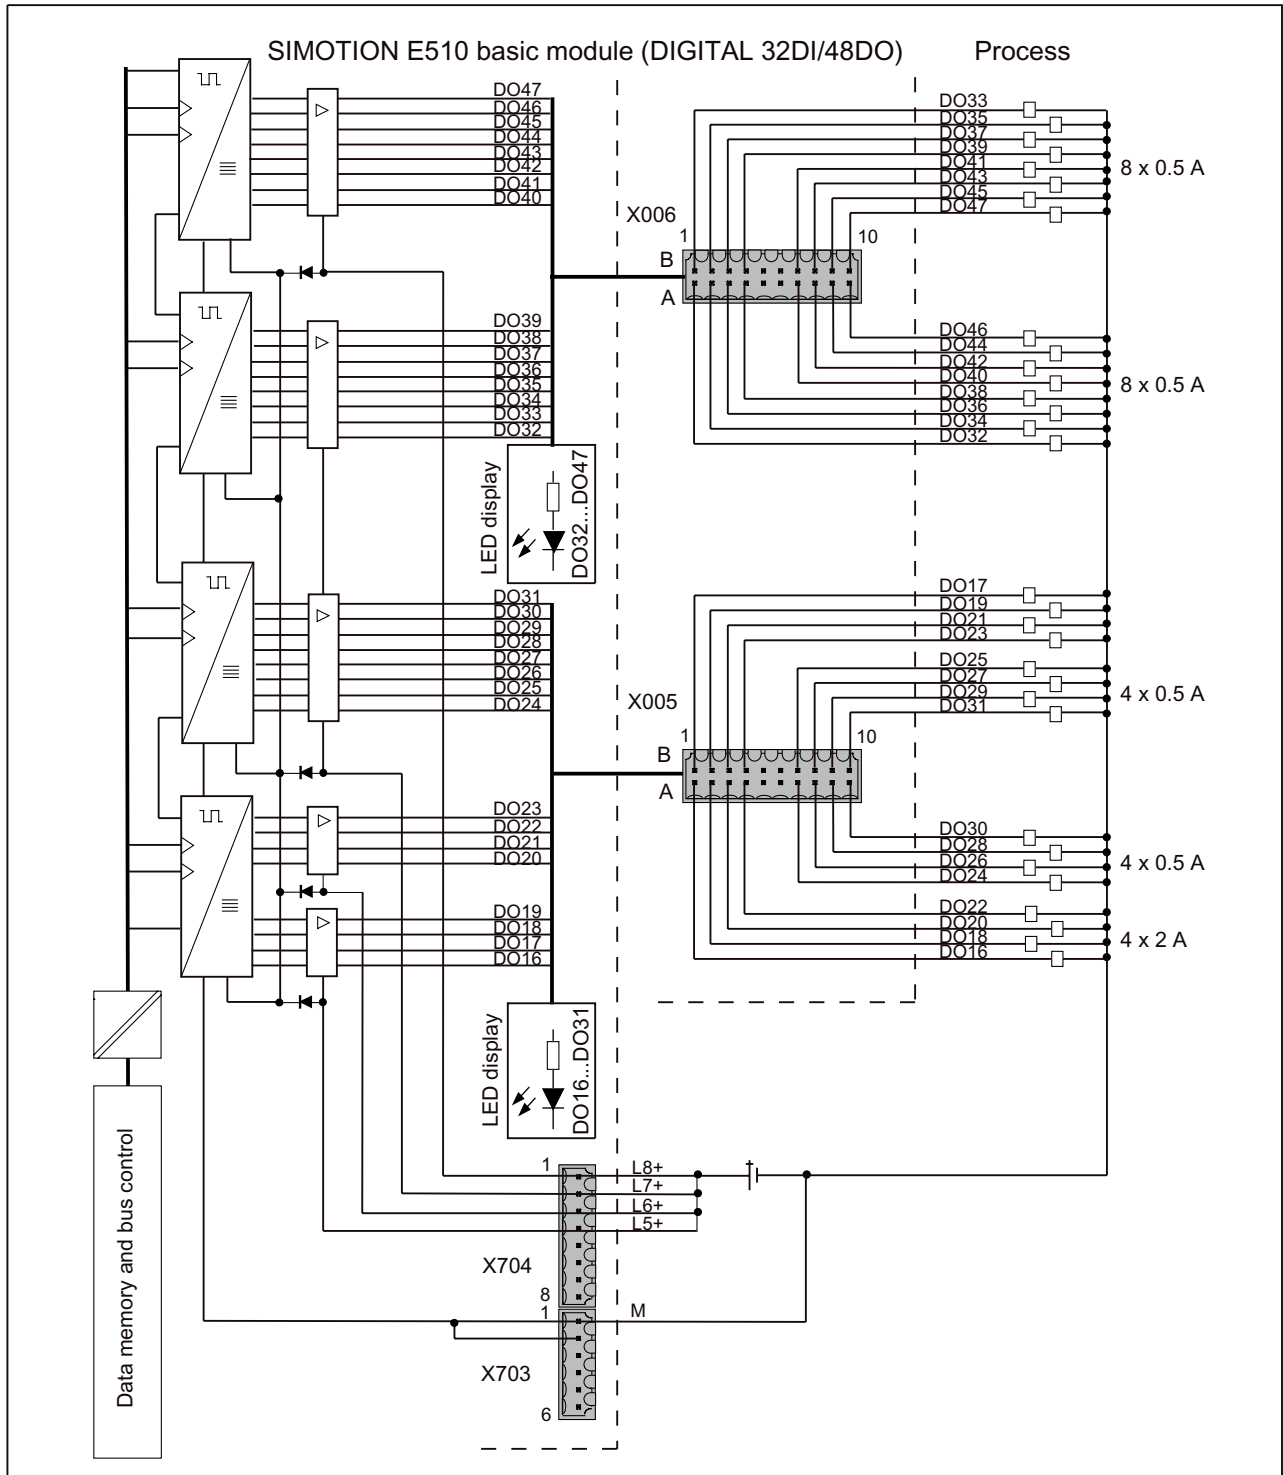 SIMOTION E510 basic module (DIGITAL 32DI/48DO)
Process
DO47
DO46
DO45
DO44
DO43
DO42
DO41
DO40
DO33
DO35
DO37
DO39
DO41
DO43
DO45
DO47
8 x 0.5 A
X006
1
10
B
A
DO39
DO38
DO37
DO36
DO35
DO34
DO33
DO32
DO46
DO44
DO42
DO40
DO38
DO36
DO34
DO32
8 x 0.5 A
LED display
DO32...DO47
DO31
DO30
DO29
DO28
DO27
DO26
DO25
DO24
DO17
DO19
DO21
DO23
DO25
DO27
DO29
DO31
4 x 0.5 A
X005
1
10
B
A
DO23
DO22
DO21
DO20
DO30
DO28
DO26
DO24
4 x 0.5 A
DO19
DO18
DO17
DO16
DO22
DO20
DO18
DO16
4 x 2 A
LED display
DO16...DO31
Data memory and bus control
1
L8+
L7+
L6+
L5+
X704
8
1
M
X703
6